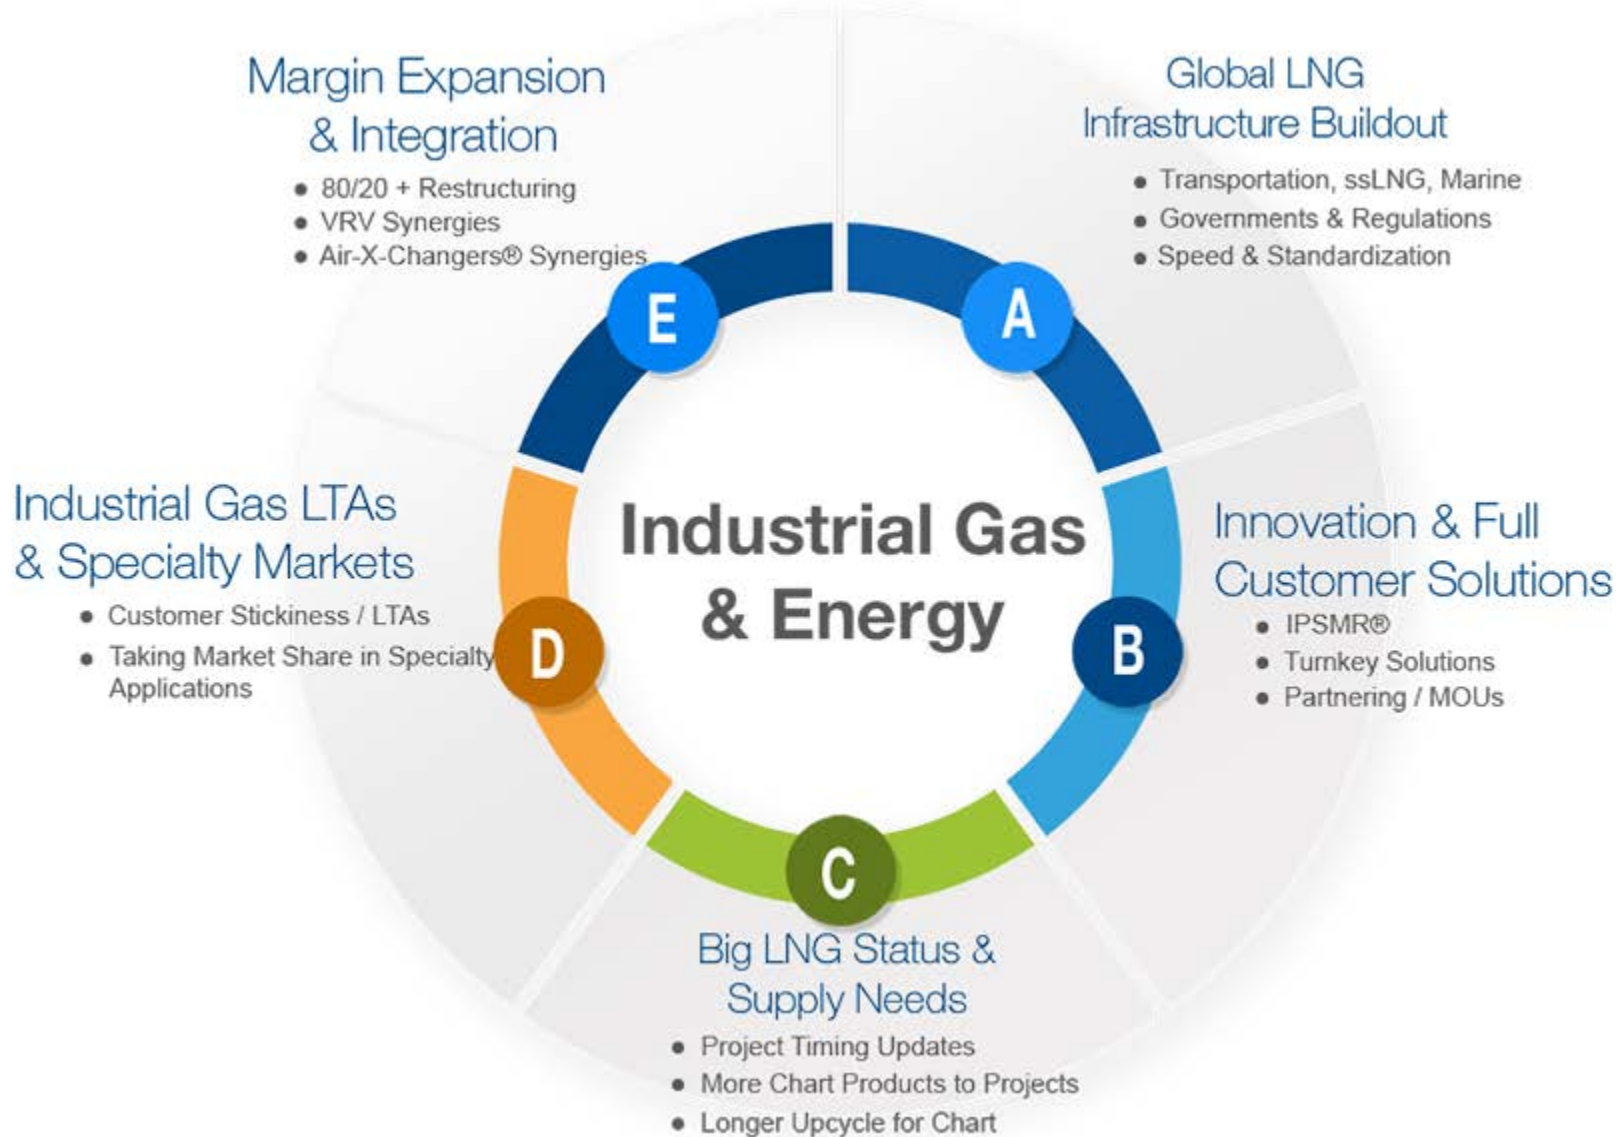 Margin Expansion
& Integration
● 80/20 + Restructuring
● VRV Synergies
● Air-X-Changers® Synergies
E
Global LNG
Infrastructure Buildout
● Transportation, ssLNG, Marine
● Governments & Regulations
● Speed & Standardization
A
Industrial Gas
& Energy
Innovation & Full
Customer Solutions
● IPSMR®
● Turnkey Solutions
● Partnering / MOUs
B
Industrial Gas LTAs
& Specialty Markets
● Customer Stickiness / LTAs
● Taking Market Share in Specialty
Applications
D
C
Big LNG Status &
Supply Needs
● Project Timing Updates
● More Chart Products to Projects
● Longer Upcycle for Chart